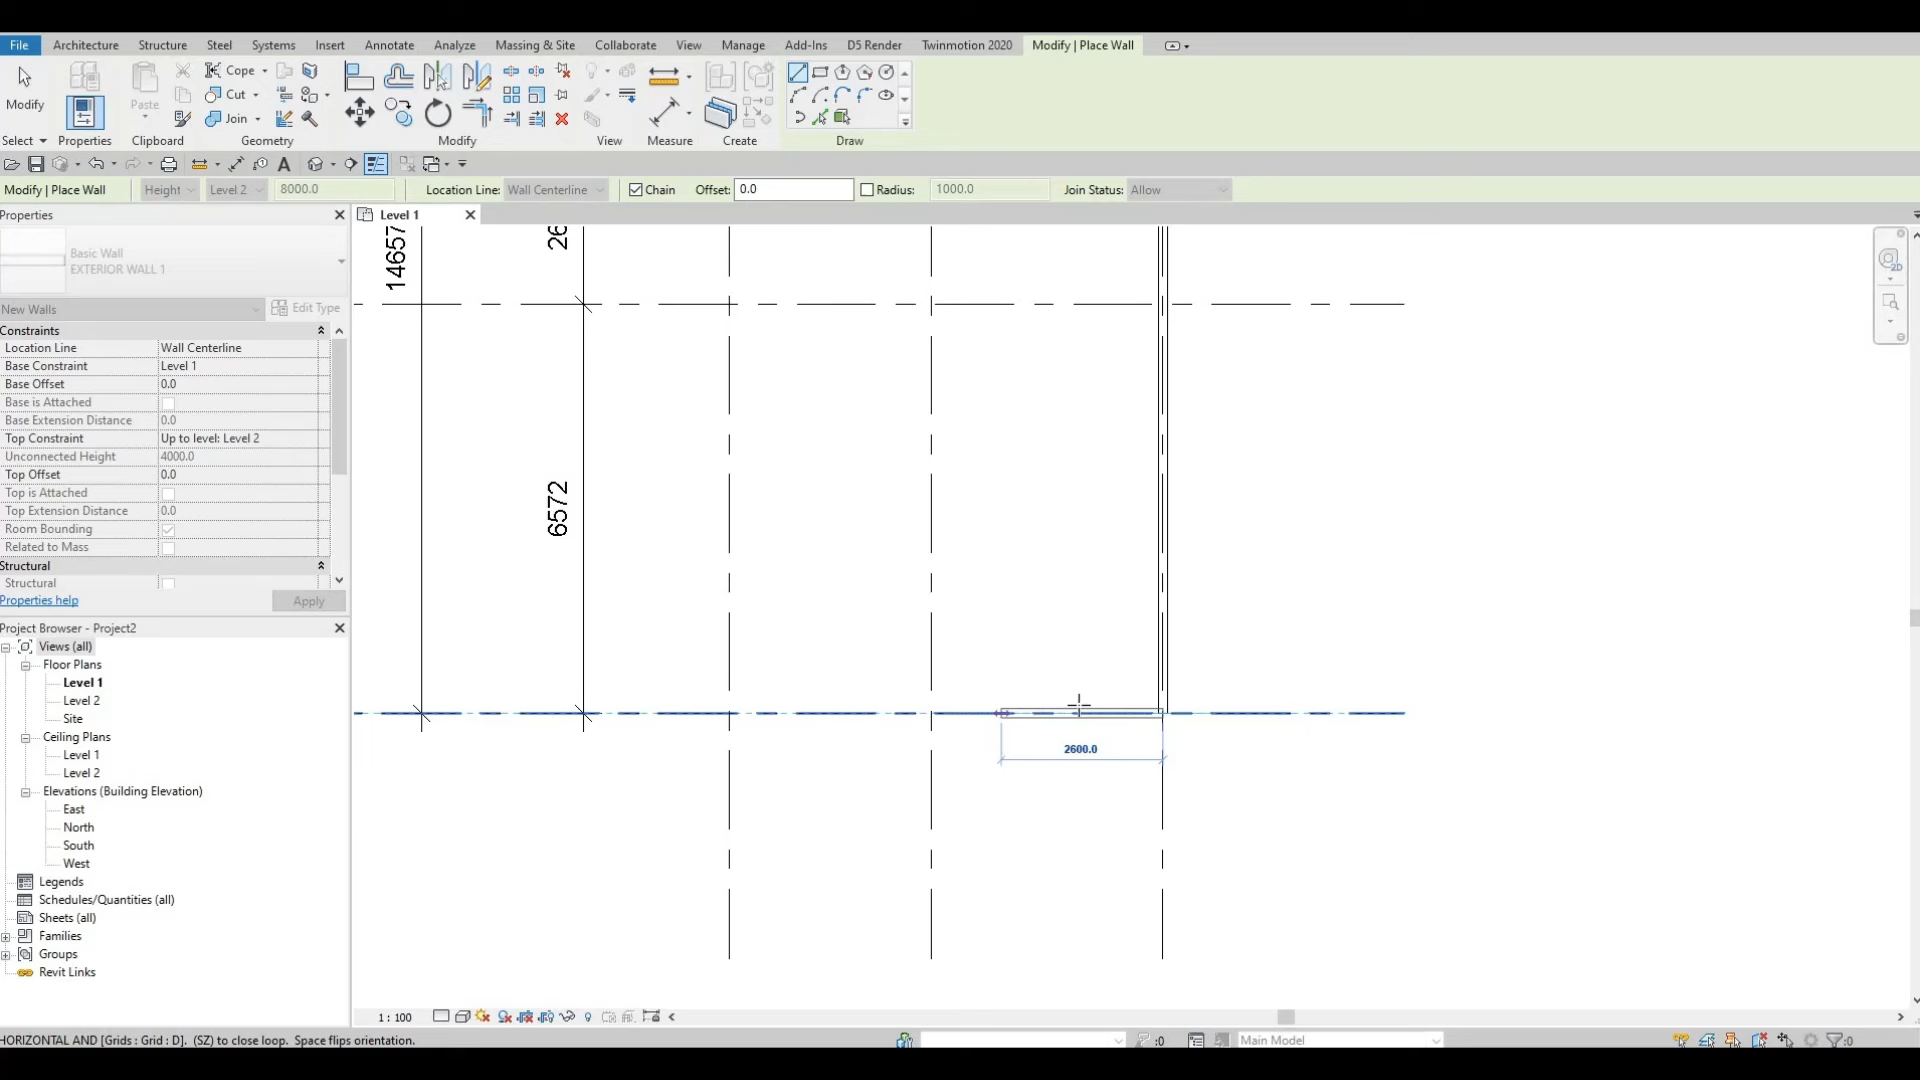 File Architecture Structure Steel Systems Insert Annotate Analyze Massing & Site Collaborate View Manage Add-Ins D5 Render Twinmotion 2020 Modify | Place Wall
Modify Paste Cope Cut Join
Select Properties Clipboard Geometry Modify View Measure Create Draw
Modify | Place Wall Height Level 2 8000.0 Location Line: Wall Centerline Chain Offset: 0.0 Radius: 1000.0 Join Status: Allow
Properties
Level 1
Basic Wall
EXTERIOR WALL 1
New Walls Edit Type
Constraints
Location Line Wall Centerline
Base Constraint Level 1
Base Offset 0.0
Base is Attached
Base Extension Distance 0.0
Top Constraint Up to level: Level 2
Unconnected Height 4000.0
Top Offset 0.0
Top is Attached
Top Extension Distance 0.0
Room Bounding
Related to Mass
Structural
Structural
Properties help Apply
Project Browser - Project2
Views (all)
Floor Plans
Level 1
Level 2
Site
Ceiling Plans
Level 1
Level 2
Elevations (Building Elevation)
East
North
South
West
Legends
Schedules/Quantities (all)
Sheets (all)
Families
Groups
Revit Links
14657
26
6572
2600.0
2D
1 : 100
HORIZONTAL AND [Grids : Grid : D]. (SZ) to close loop. Space flips orientation.
:0
Main Model
:0